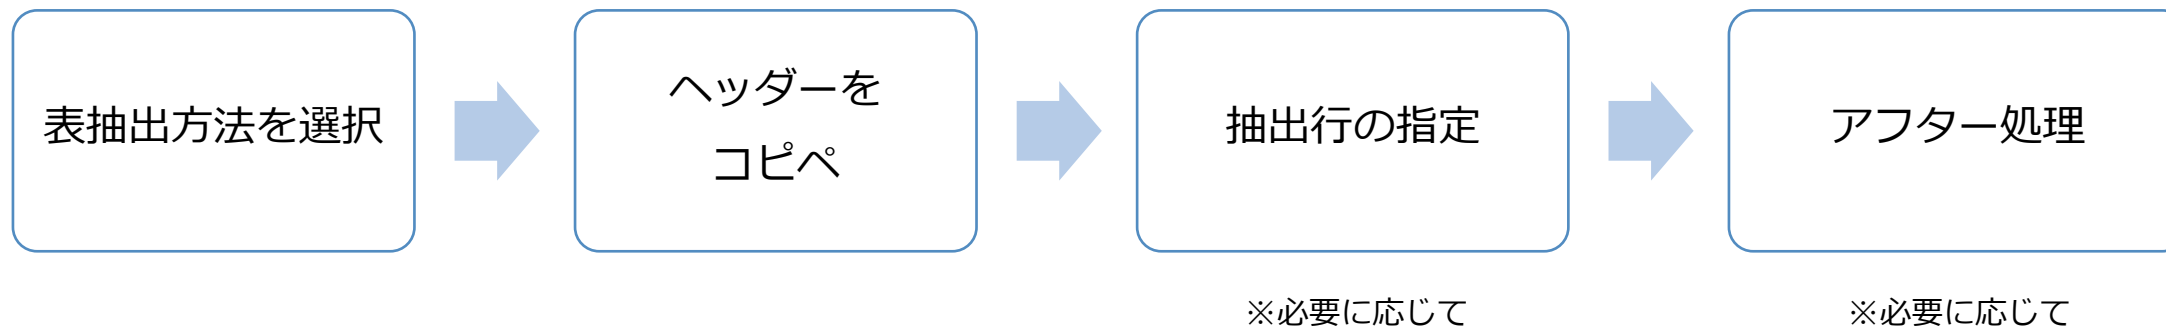 表抽出方法を選択
ヘッダーを
コピペ
抽出行の指定
アフター処理
※必要に応じて
※必要に応じて